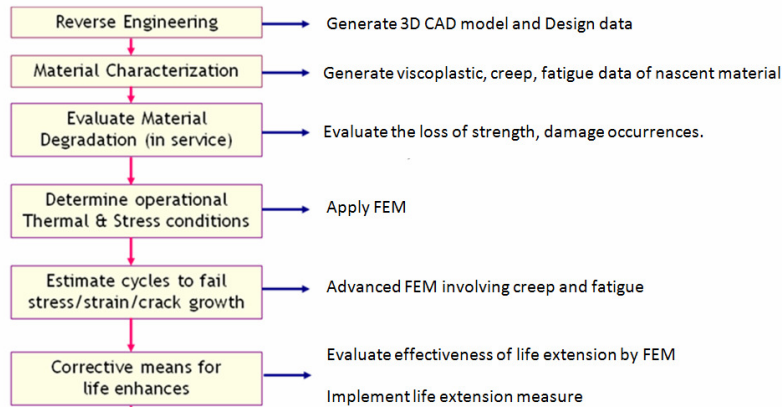 Reverse Engineering
Generate 3D CAD model and Design data
Material Characterization
Generate viscoplastic, creep, fatigue data of nascent material
Evaluate Material
Degradation (in service)
Evaluate the loss of strength, damage occurrences.
Determine operational
Thermal & Stress conditions
Apply FEM
Estimate cycles to fail
stress/strain/crack growth
Advanced FEM involving creep and fatigue
Corrective means for
life enhances
Evaluate effectiveness of life extension by FEM
Implement life extension measure